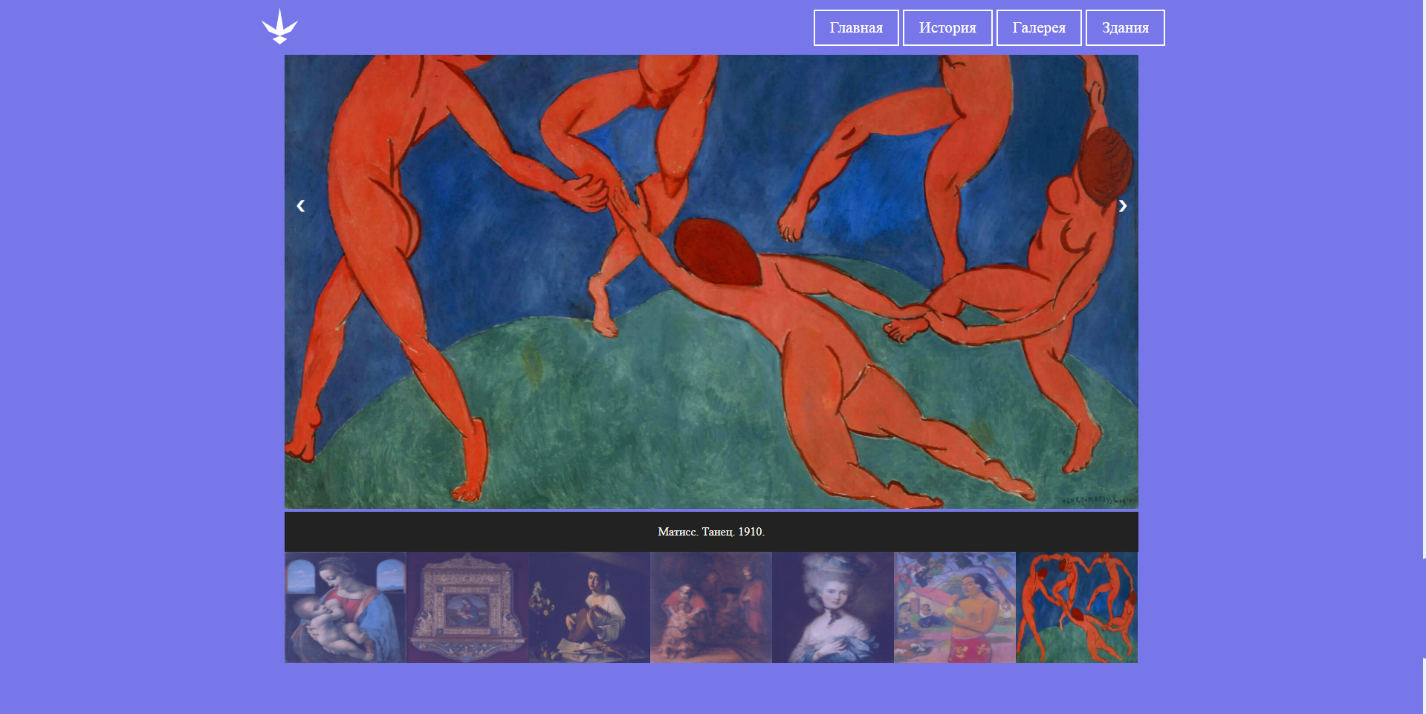 Главная
История
Галерея
Здания
Матисс. Танец. 1910.